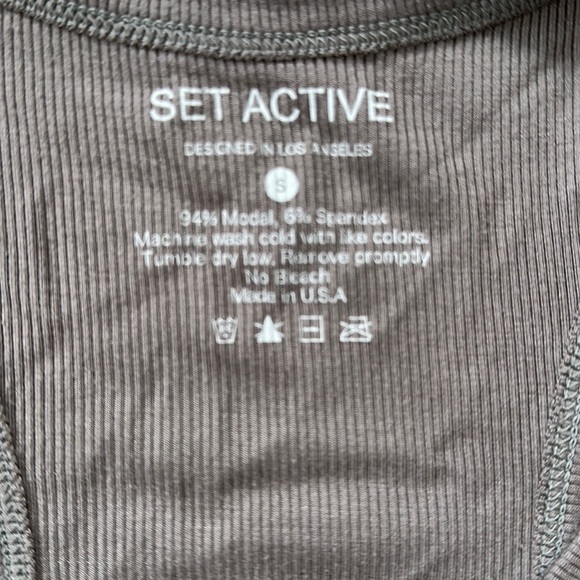 SET ACTIVE
DESIGNED IN LOS ANGELES
S
94% Modal, 6% Spandex
Machine wash cold with like colors.
Tumble dry low. Remove promptly
No Bleach
Made in U.S.A